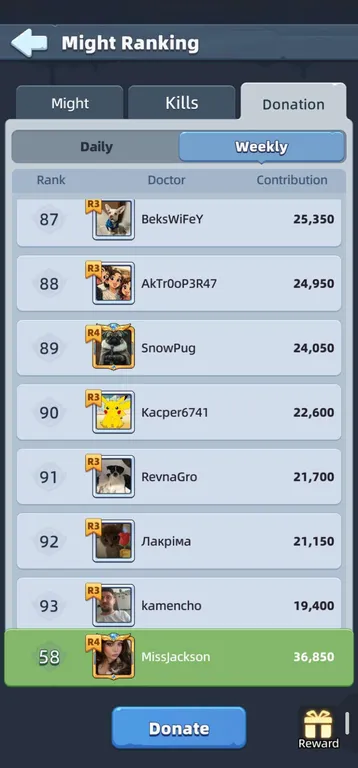 Might Ranking
Might Kills Donation
Daily Weekly
Rank Doctor Contribution
R3
87 BeksWiFeY 25,350
R3
88 AkTr0oP3R47 24,950
R4
89 SnowPug 24,050
R3
90 Kacper6741 22,600
R3
91 RevnaGro 21,700
R3
92 Лакріма 21,150
R3
93 kamencho 19,400
R4
58 MissJackson 36,850
Donate
Reward